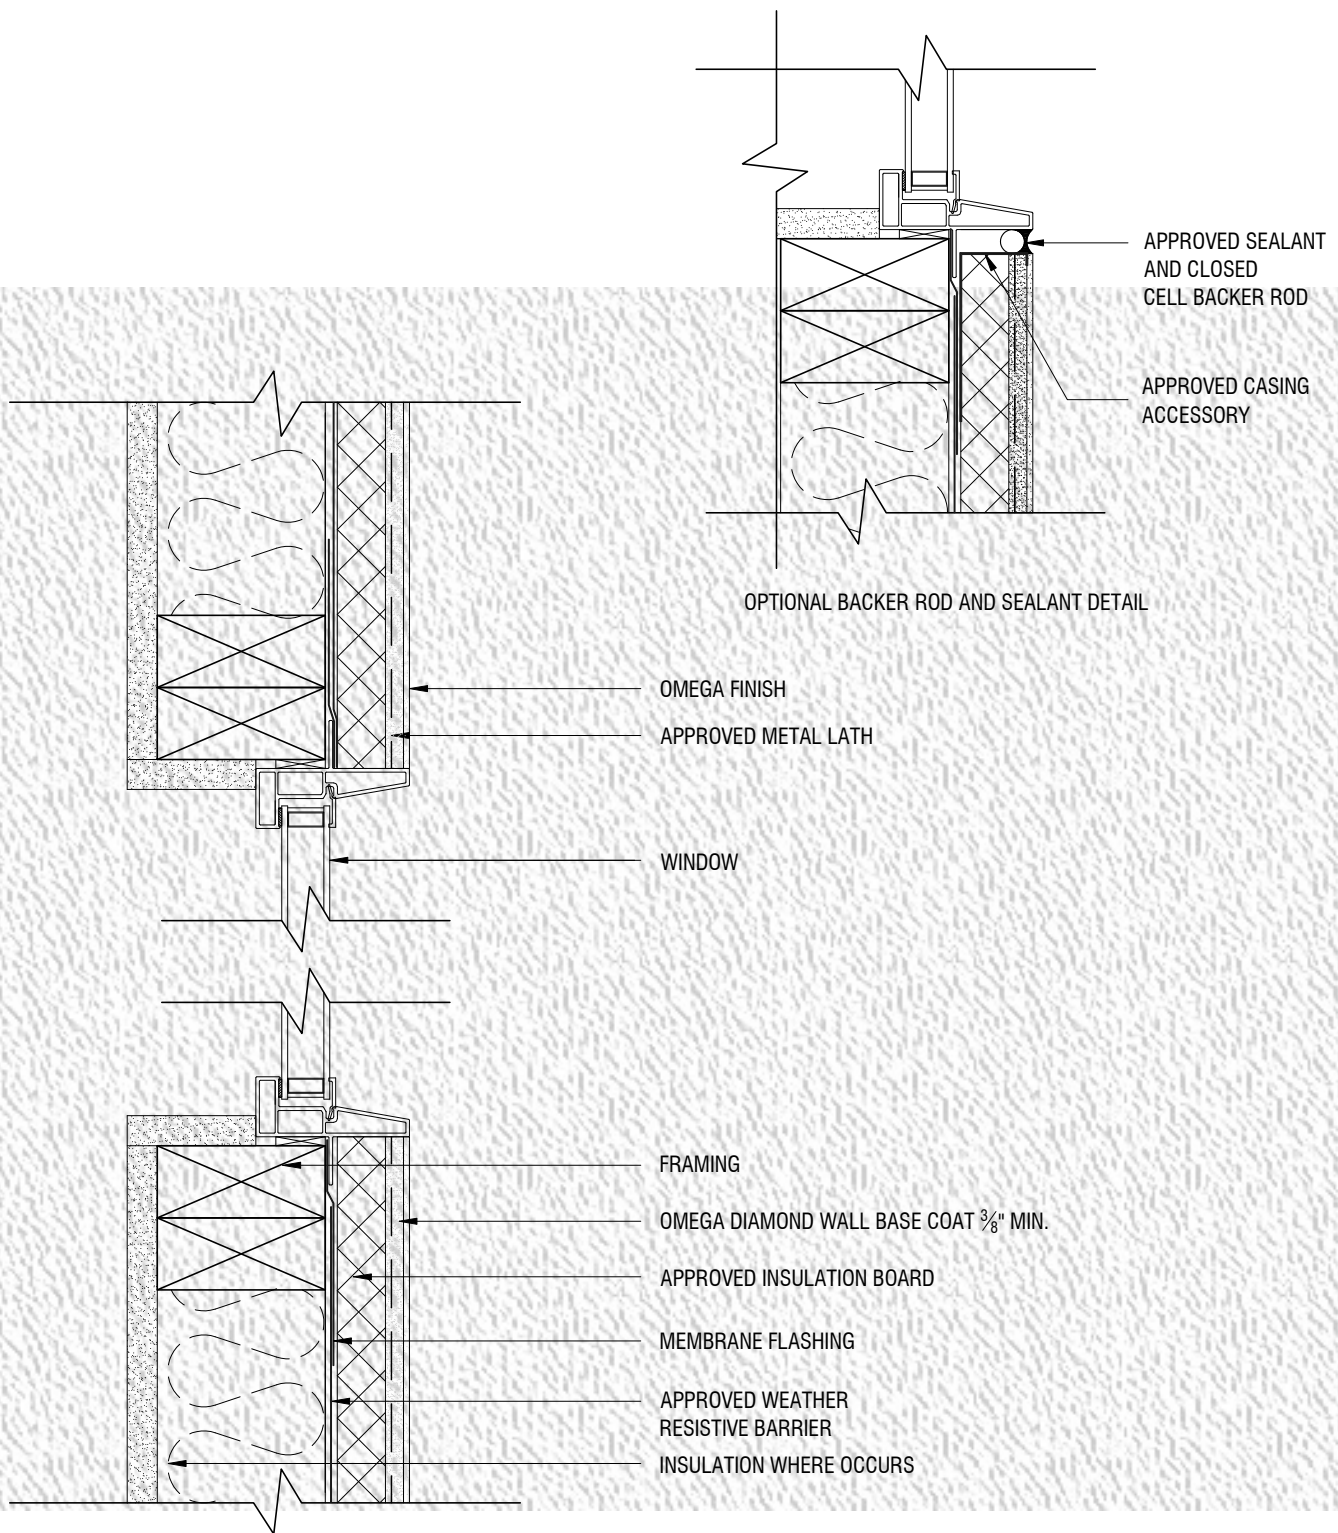 APPROVED SEALANT
AND CLOSED
CELL BACKER ROD
APPROVED CASING
ACCESSORY
OPTIONAL BACKER ROD AND SEALANT DETAIL
OMEGA FINISH
APPROVED METAL LATH
WINDOW
FRAMING
OMEGA DIAMOND WALL BASE COAT 3/8" MIN.
APPROVED INSULATION BOARD
MEMBRANE FLASHING
APPROVED WEATHER
RESISTIVE BARRIER
INSULATION WHERE OCCURS